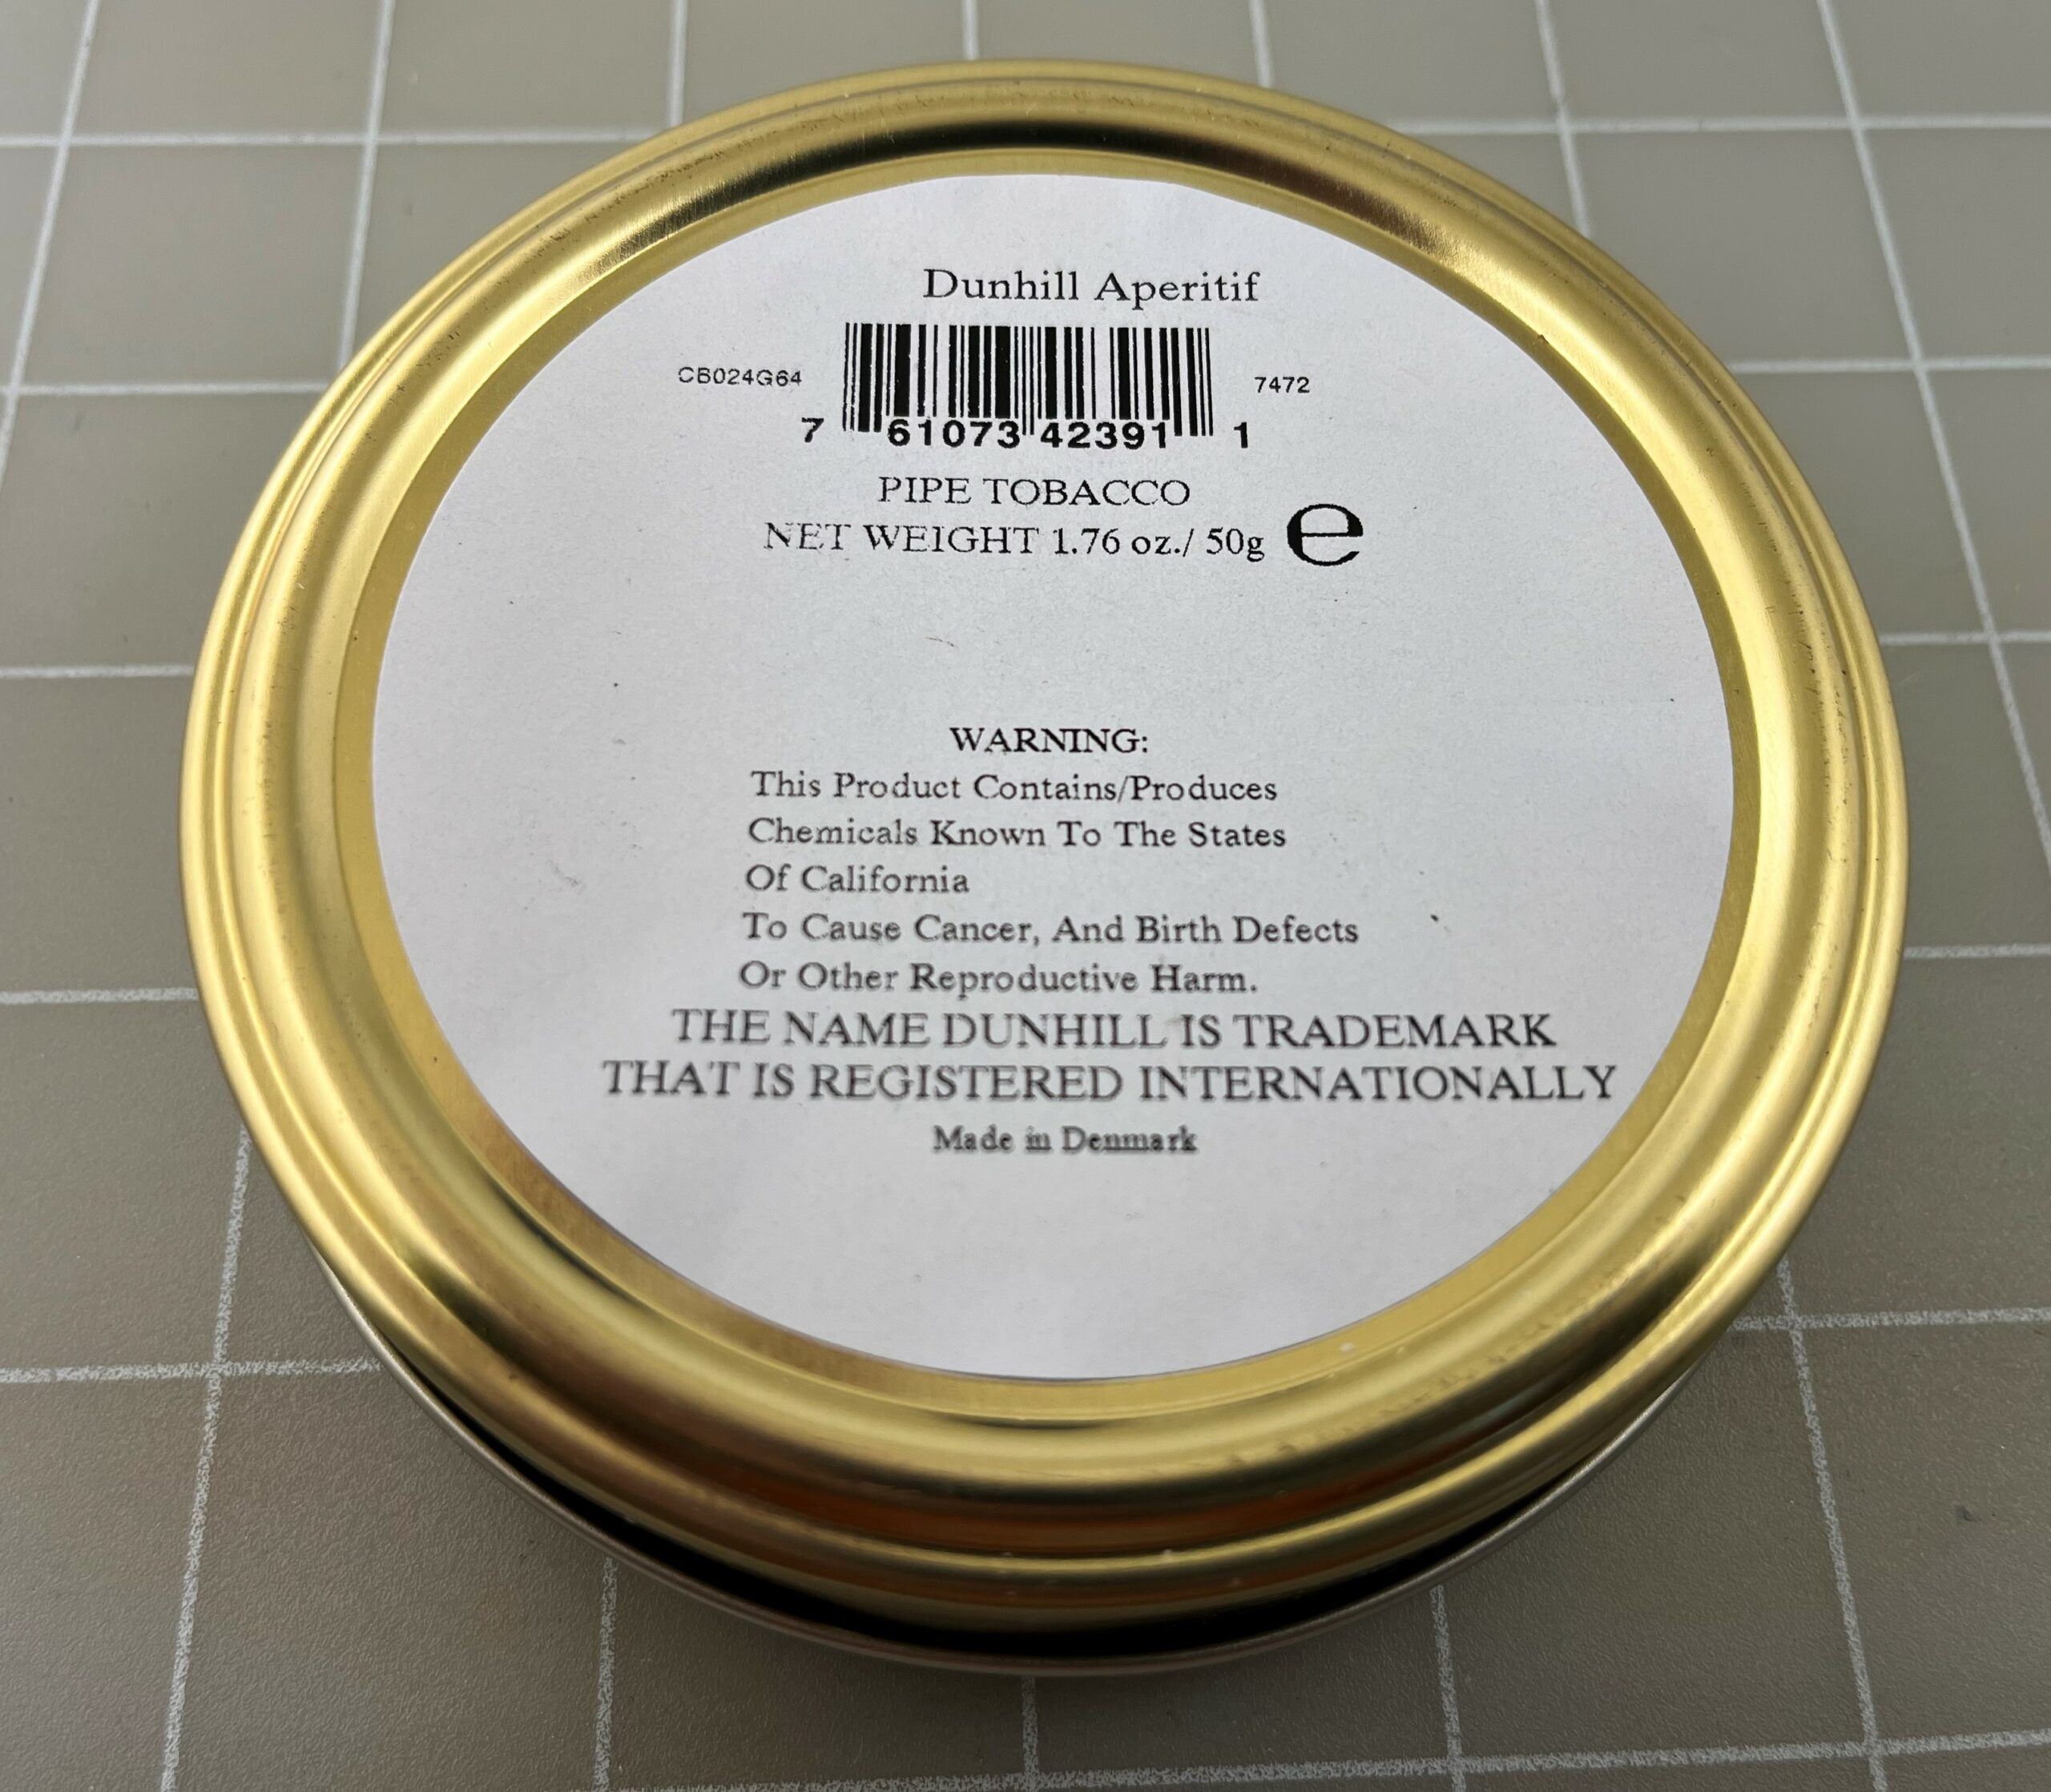 Dunhill Aperitif
CB024G64
7472
7 61073 42391 1
PIPE TOBACCO
NET WEIGHT 1.76 oz./ 50g e
WARNING:
This Product Contains/Produces
Chemicals Known To The States
Of California
To Cause Cancer, And Birth Defects
Or Other Reproductive Harm.
THE NAME DUNHILL IS TRADEMARK
THAT IS REGISTERED INTERNATIONALLY
Made in Denmark